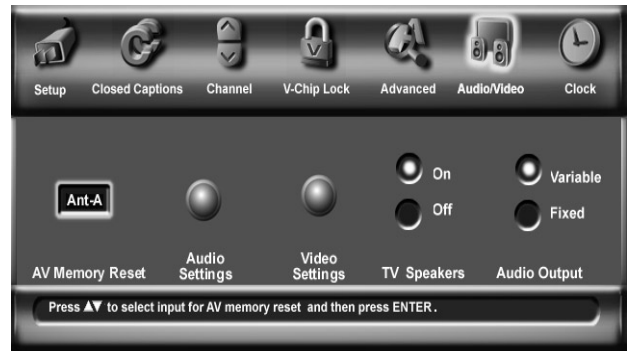 Setup Closed Captions Channel V-Chip Lock Advanced Audio/Video Clock
On Variable
Ant-A
Off Fixed
AV Memory Reset Audio Settings Video Settings TV Speakers Audio Output
Press ▲▼ to select input for AV memory reset and then press ENTER.